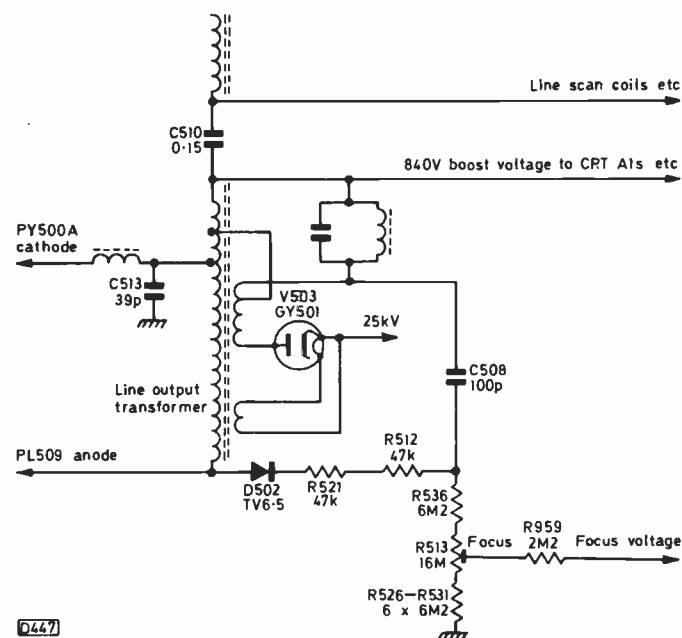 Line scan coils etc
C510
0·15
840V boost voltage to CRT A1s etc
PY500A
cathode
C513
39p
V503
GY501
25kV
C508
100p
Line output
transformer
R512
47k
PL509 anode
D502
TV6·5
R521
47k
R536
6M2
R513
16M
Focus
R959
2M2
Focus voltage
R526-R531
6 x 6M2
D447